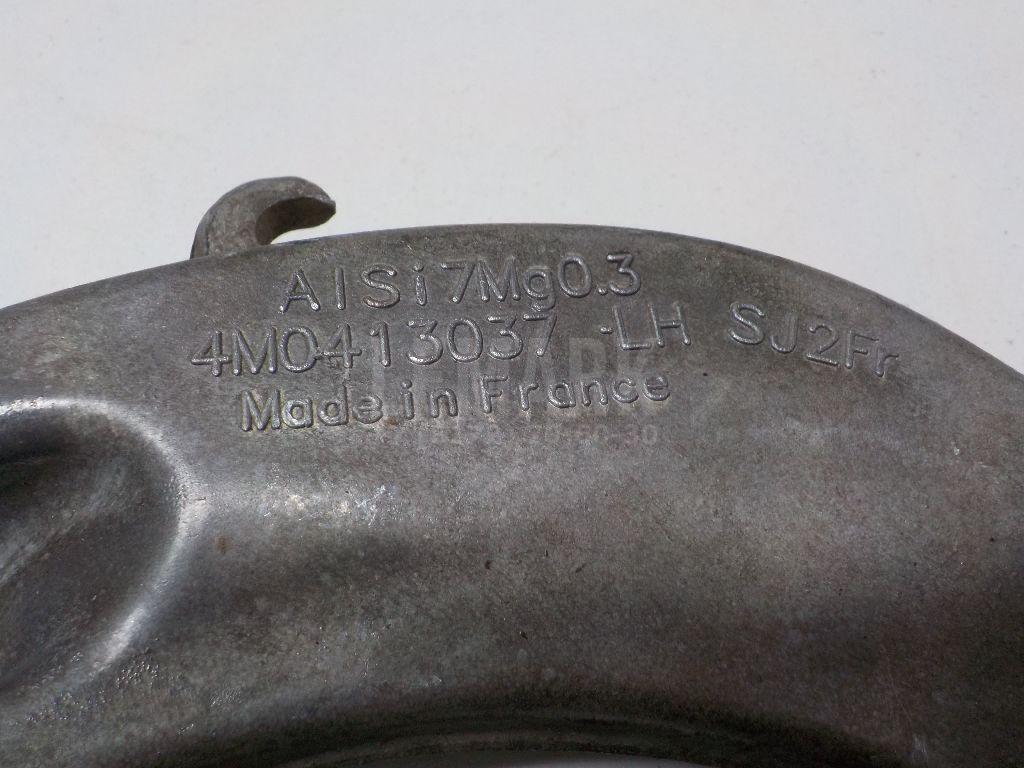 AlSi7Mg0.3
4M0413037 -LH SJ2Fr
Made in France